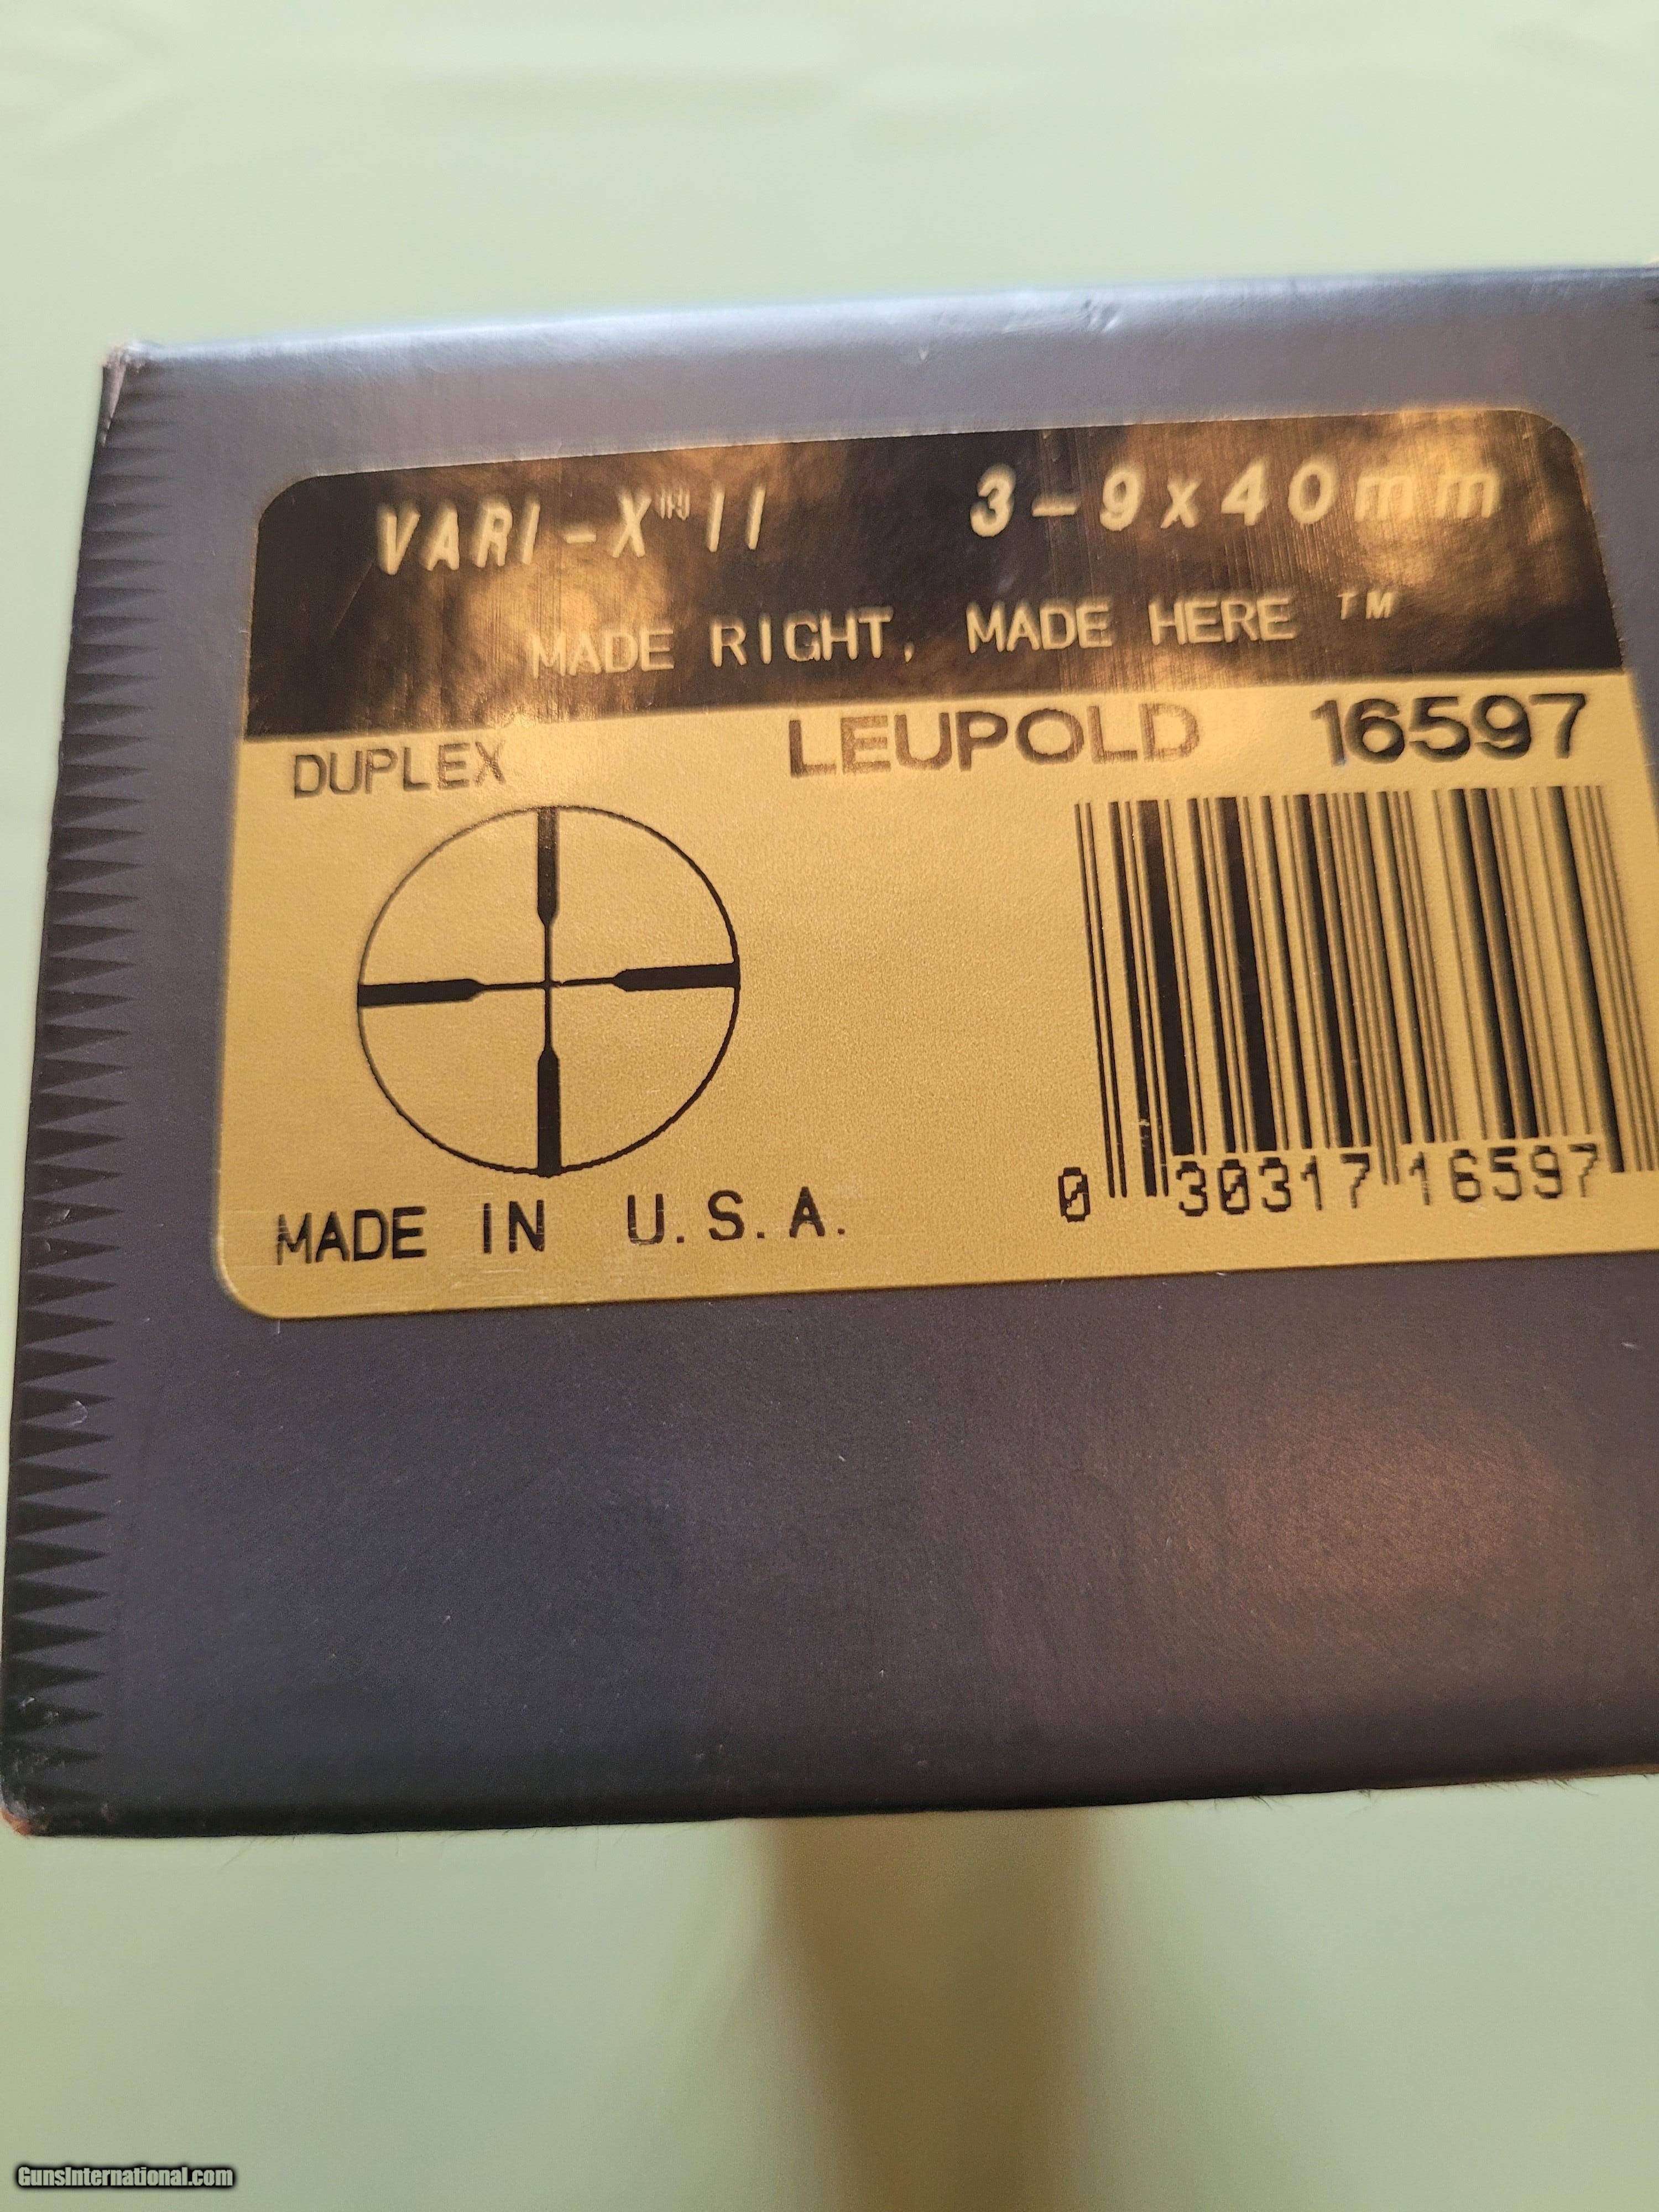 VARI-X® II 3-9x40mm
MADE RIGHT, MADE HERE ™
DUPLEX LEUPOLD 16597
MADE IN U.S.A.
0 30317 16597
GunsInternational.com